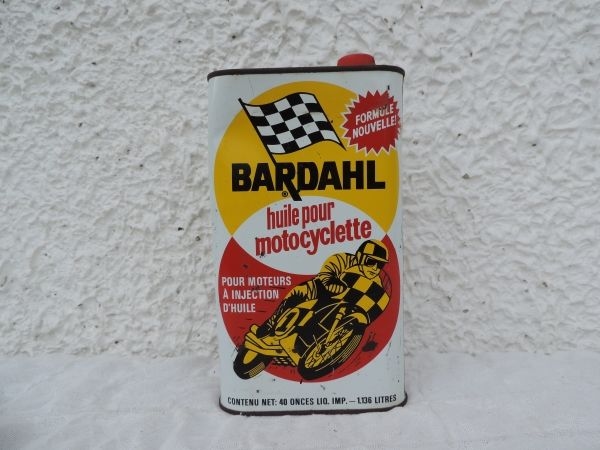 FORMULE
NOUVELLE!
BARDAHL
®
huile pour
motocyclette
POUR MOTEURS
À INJECTION
D'HUILE
CONTENU NET: 40 ONCES LIQ. IMP. — 1.136 LITRES